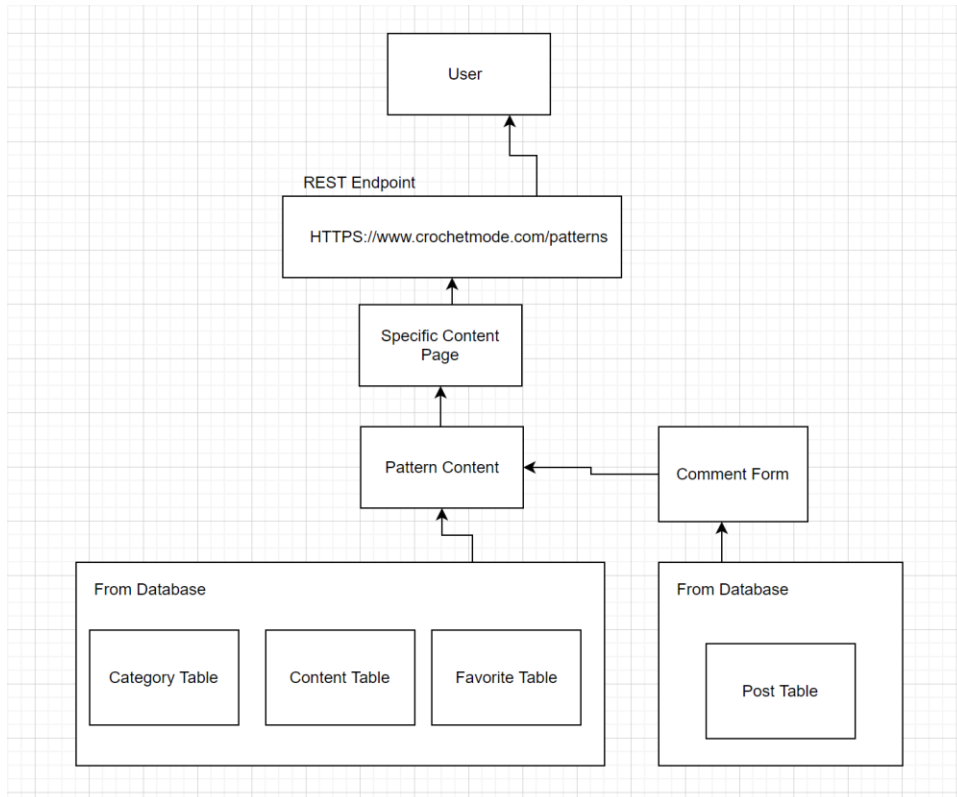 User
REST Endpoint
HTTPS://www.crochetmode.com/patterns
Specific Content
Page
Pattern Content
Comment Form
From Database
Category Table
Content Table
Favorite Table
From Database
Post Table